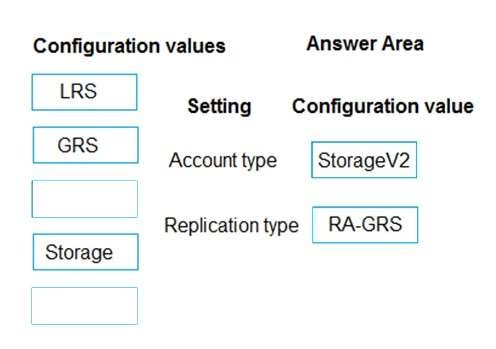 Configuration values
Answer Area
LRS
Setting
Configuration value
GRS
Account type
StorageV2
Replication type
RA-GRS
Storage